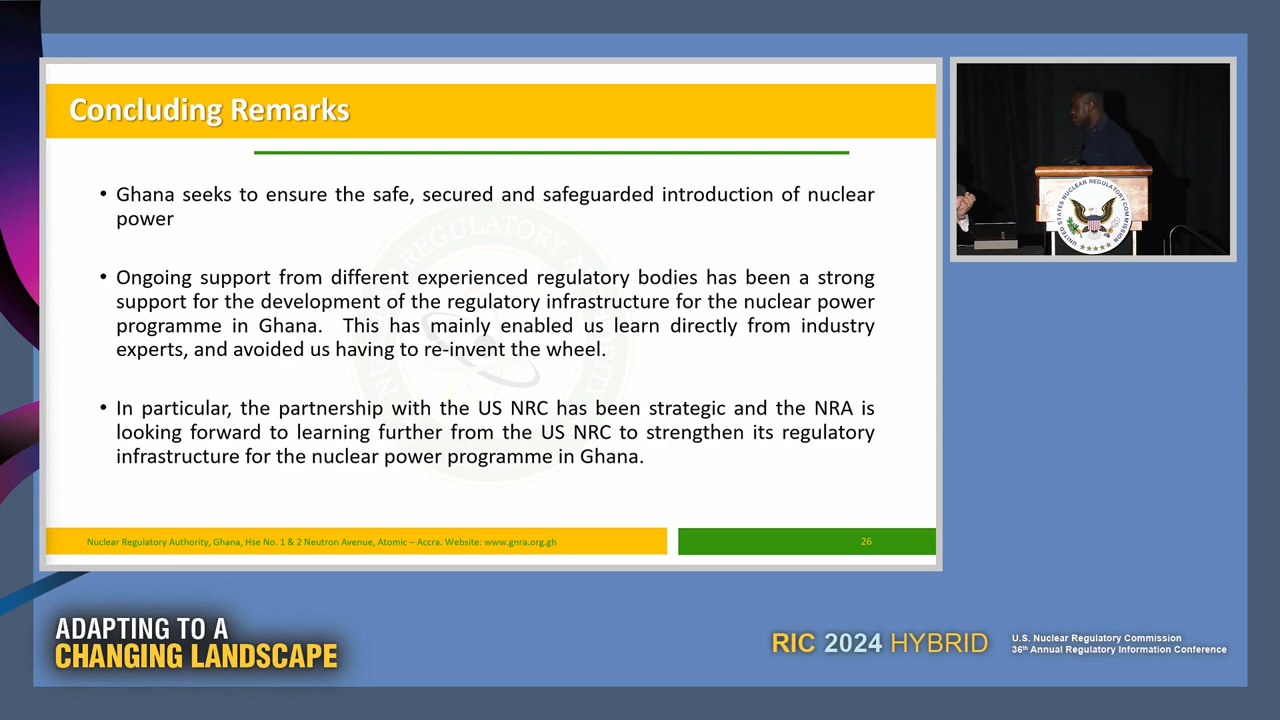 Concluding Remarks
• Ghana seeks to ensure the safe, secured and safeguarded introduction of nuclear
power
• Ongoing support from different experienced regulatory bodies has been a strong
support for the development of the regulatory infrastructure for the nuclear power
programme in Ghana. This has mainly enabled us learn directly from industry
experts, and avoided us having to re-invent the wheel.
• In particular, the partnership with the US NRC has been strategic and the NRA is
looking forward to learning further from the US NRC to strengthen its regulatory
infrastructure for the nuclear power programme in Ghana.
Nuclear Regulatory Authority, Ghana, Hse No. 1 & 2 Neutron Avenue, Atomic – Accra. Website: www.gnra.org.gh
26
UNITED STATES NUCLEAR REGULATORY COMMISSION
ADAPTING TO A
CHANGING LANDSCAPE
RIC 2024 HYBRID
U.S. Nuclear Regulatory Commission
36th Annual Regulatory Information Conference